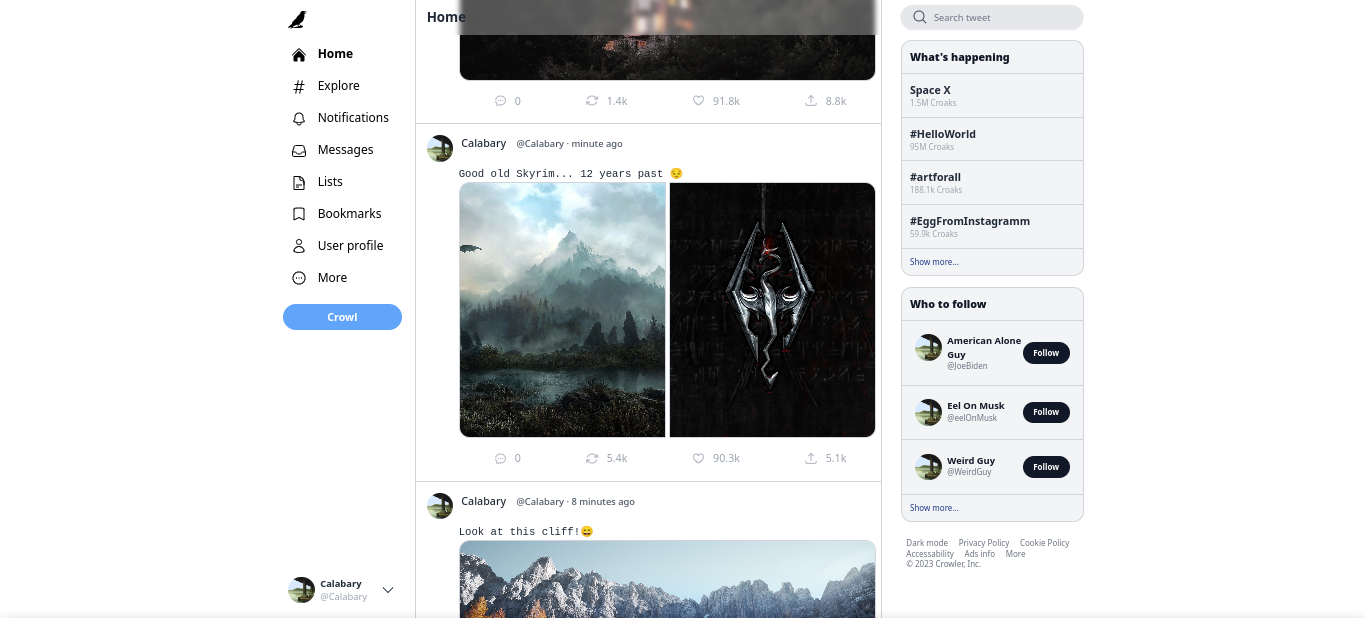 Home
Explore
Notifications
Messages
Lists
Bookmarks
User profile
More
Crowl
Calabary
@Calabary
Home
0 1.4k 91.8k 8.8k
Calabary @Calabary · minute ago
Good old Skyrim... 12 years past 😔
0 5.4k 90.3k 5.1k
Calabary @Calabary · 8 minutes ago
Look at this cliff!😄
Search tweet
What's happening
Space X
1.5M Croaks
#HelloWorld
95M Croaks
#artforall
188.1k Croaks
#EggFromInstagramm
59.9k Croaks
Show more...
Who to follow
American Alone
Guy
@JoeBiden
Follow
Eel On Musk
@eelOnMusk
Follow
Weird Guy
@WeirdGuy
Follow
Show more...
Dark mode Privacy Policy Cookie Policy
Accessability Ads info More
© 2023 Crowler, Inc.